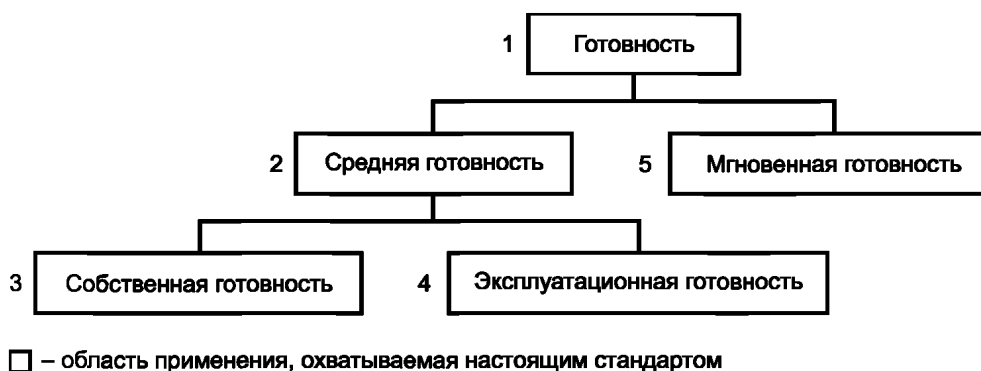 1 Готовность
2 Средняя готовность 5 Мгновенная готовность
3 Собственная готовность 4 Эксплуатационная готовность
– область применения, охватываемая настоящим стандартом